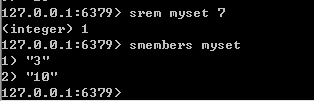 127.0.0.1:6379> srem myset 7
(integer) 1
127.0.0.1:6379> smembers myset
1) "3"
2) "10"
127.0.0.1:6379>